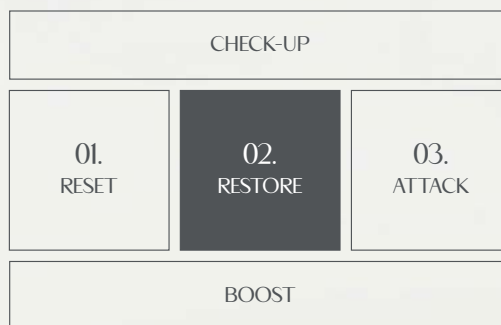 CHECK-UP
01.
RESET
02.
RESTORE
03.
ATTACK
BOOST